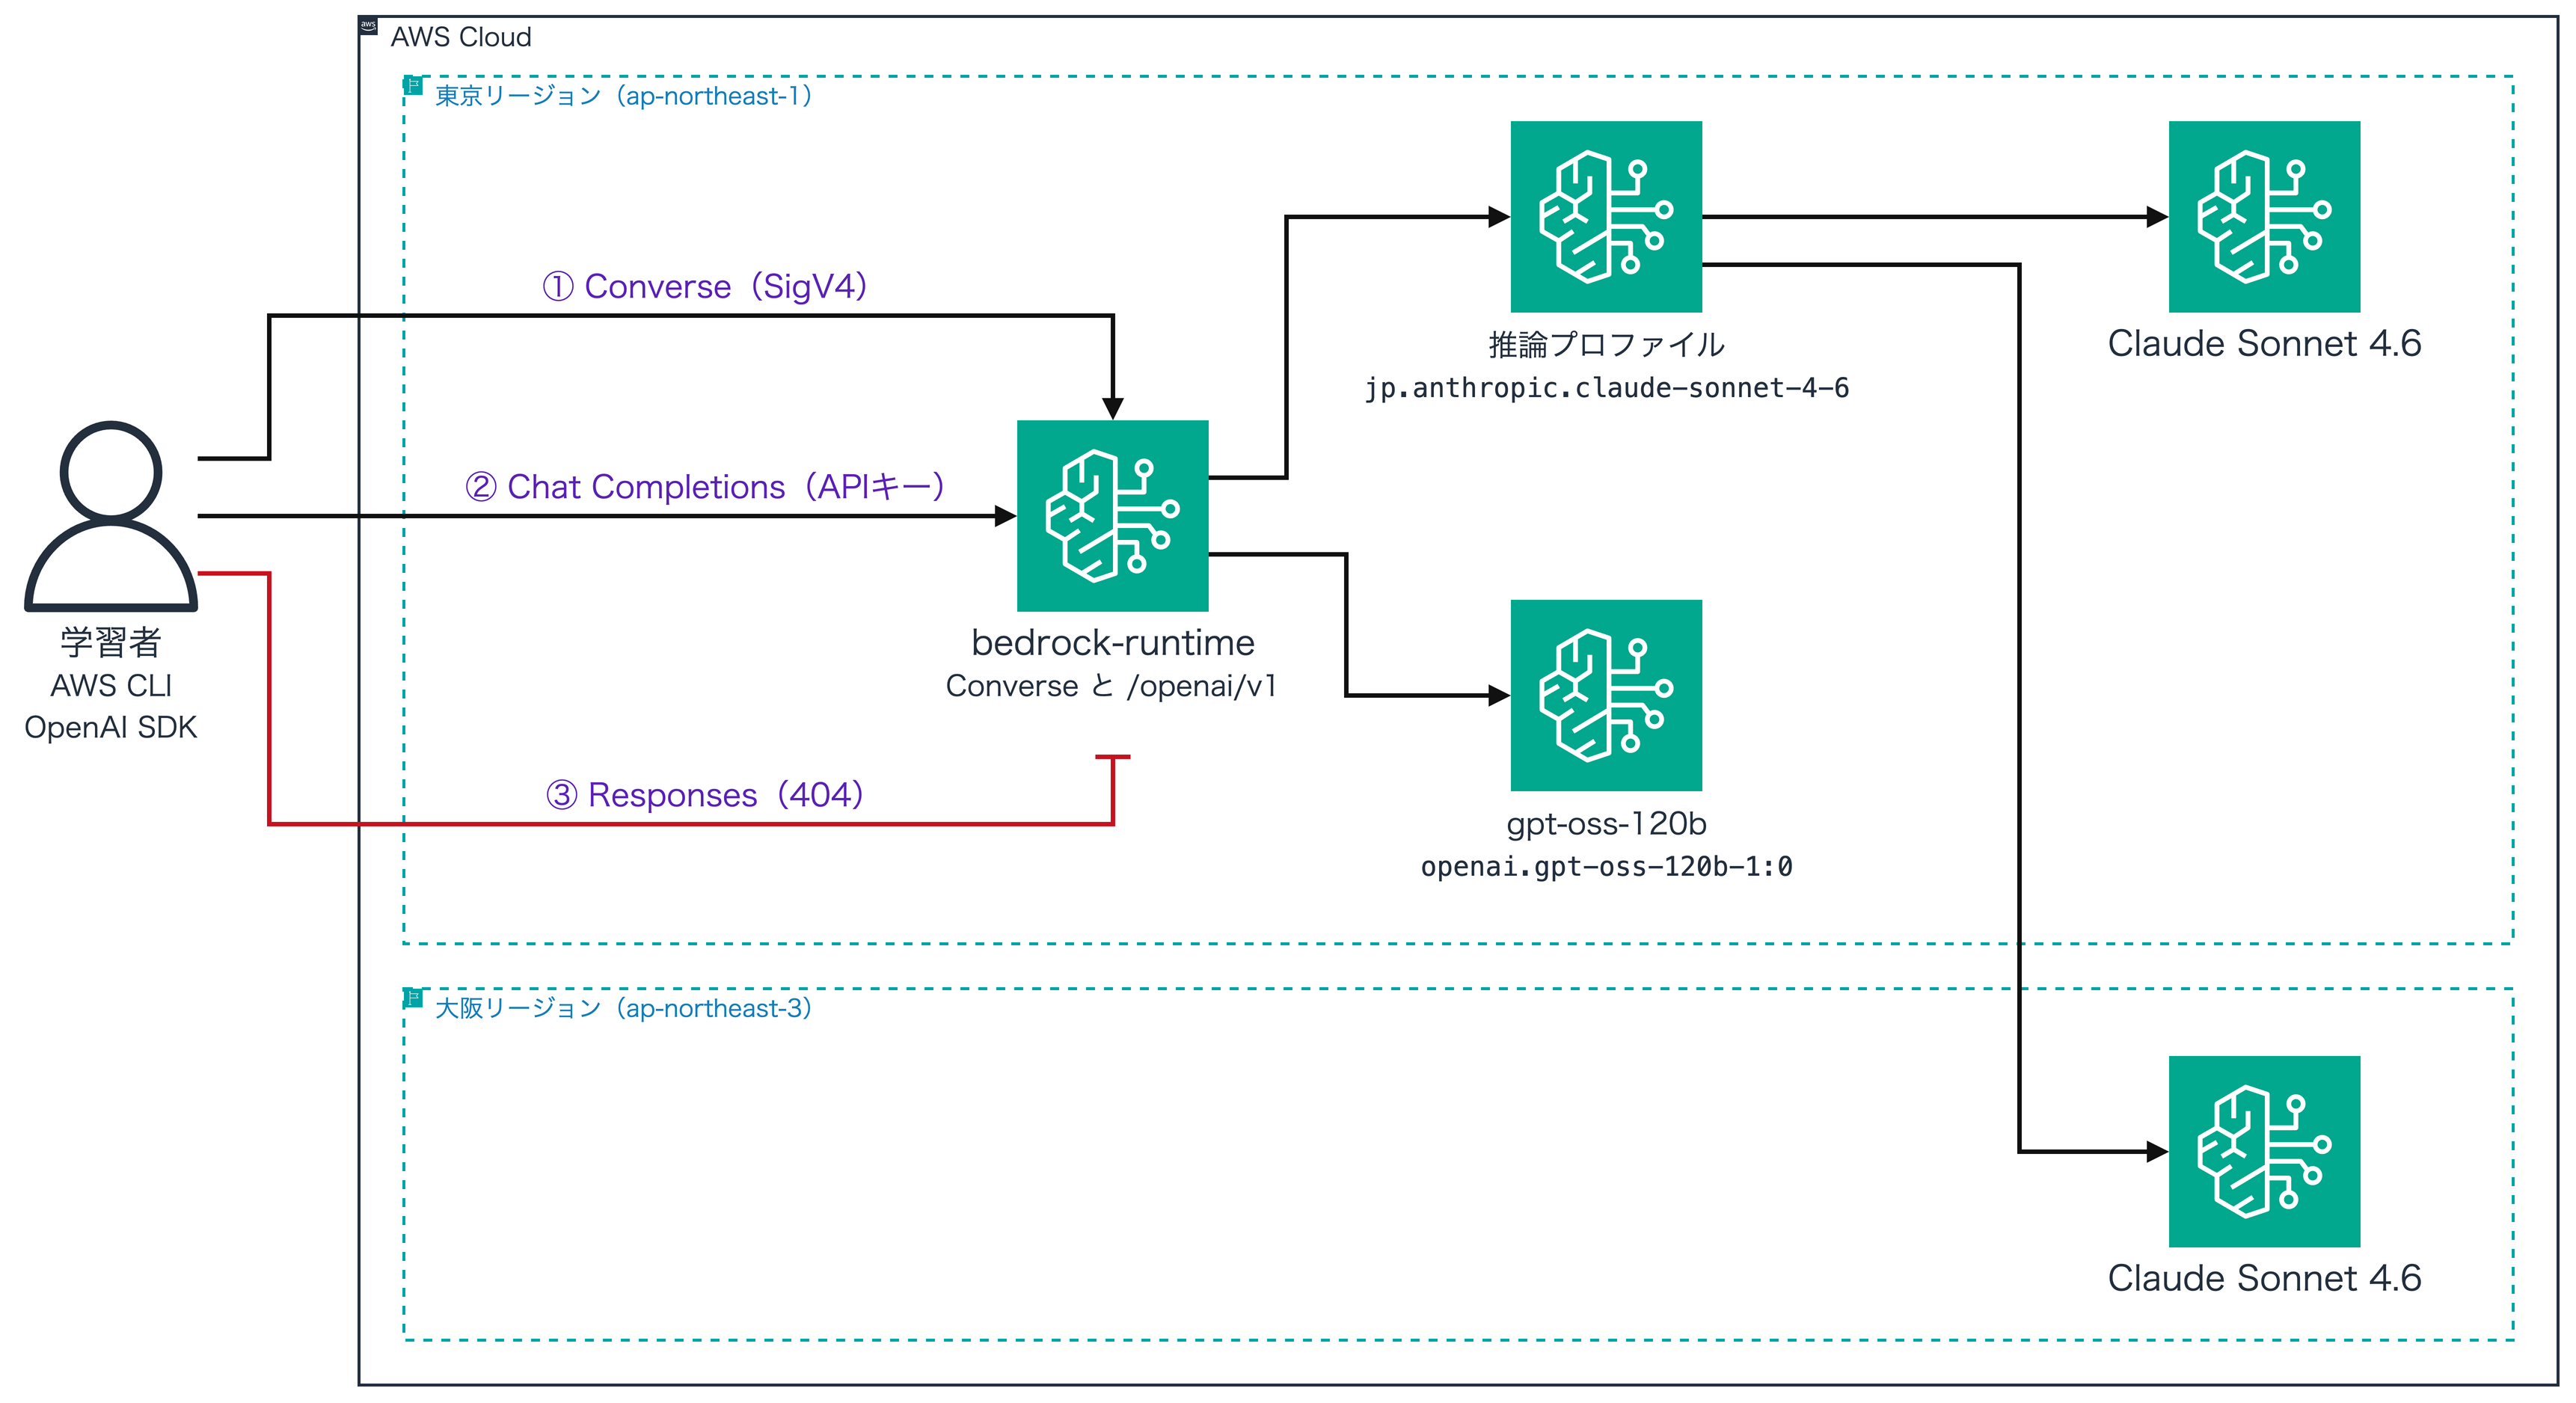 aws
AWS Cloud
東京リージョン（ap-northeast-1）
① Converse（SigV4）
② Chat Completions（APIキー）
③ Responses（404）
学習者
AWS CLI
OpenAI SDK
bedrock-runtime
Converse と /openai/v1
推論プロファイル
jp.anthropic.claude-sonnet-4-6
Claude Sonnet 4.6
gpt-oss-120b
openai.gpt-oss-120b-1:0
大阪リージョン（ap-northeast-3）
Claude Sonnet 4.6